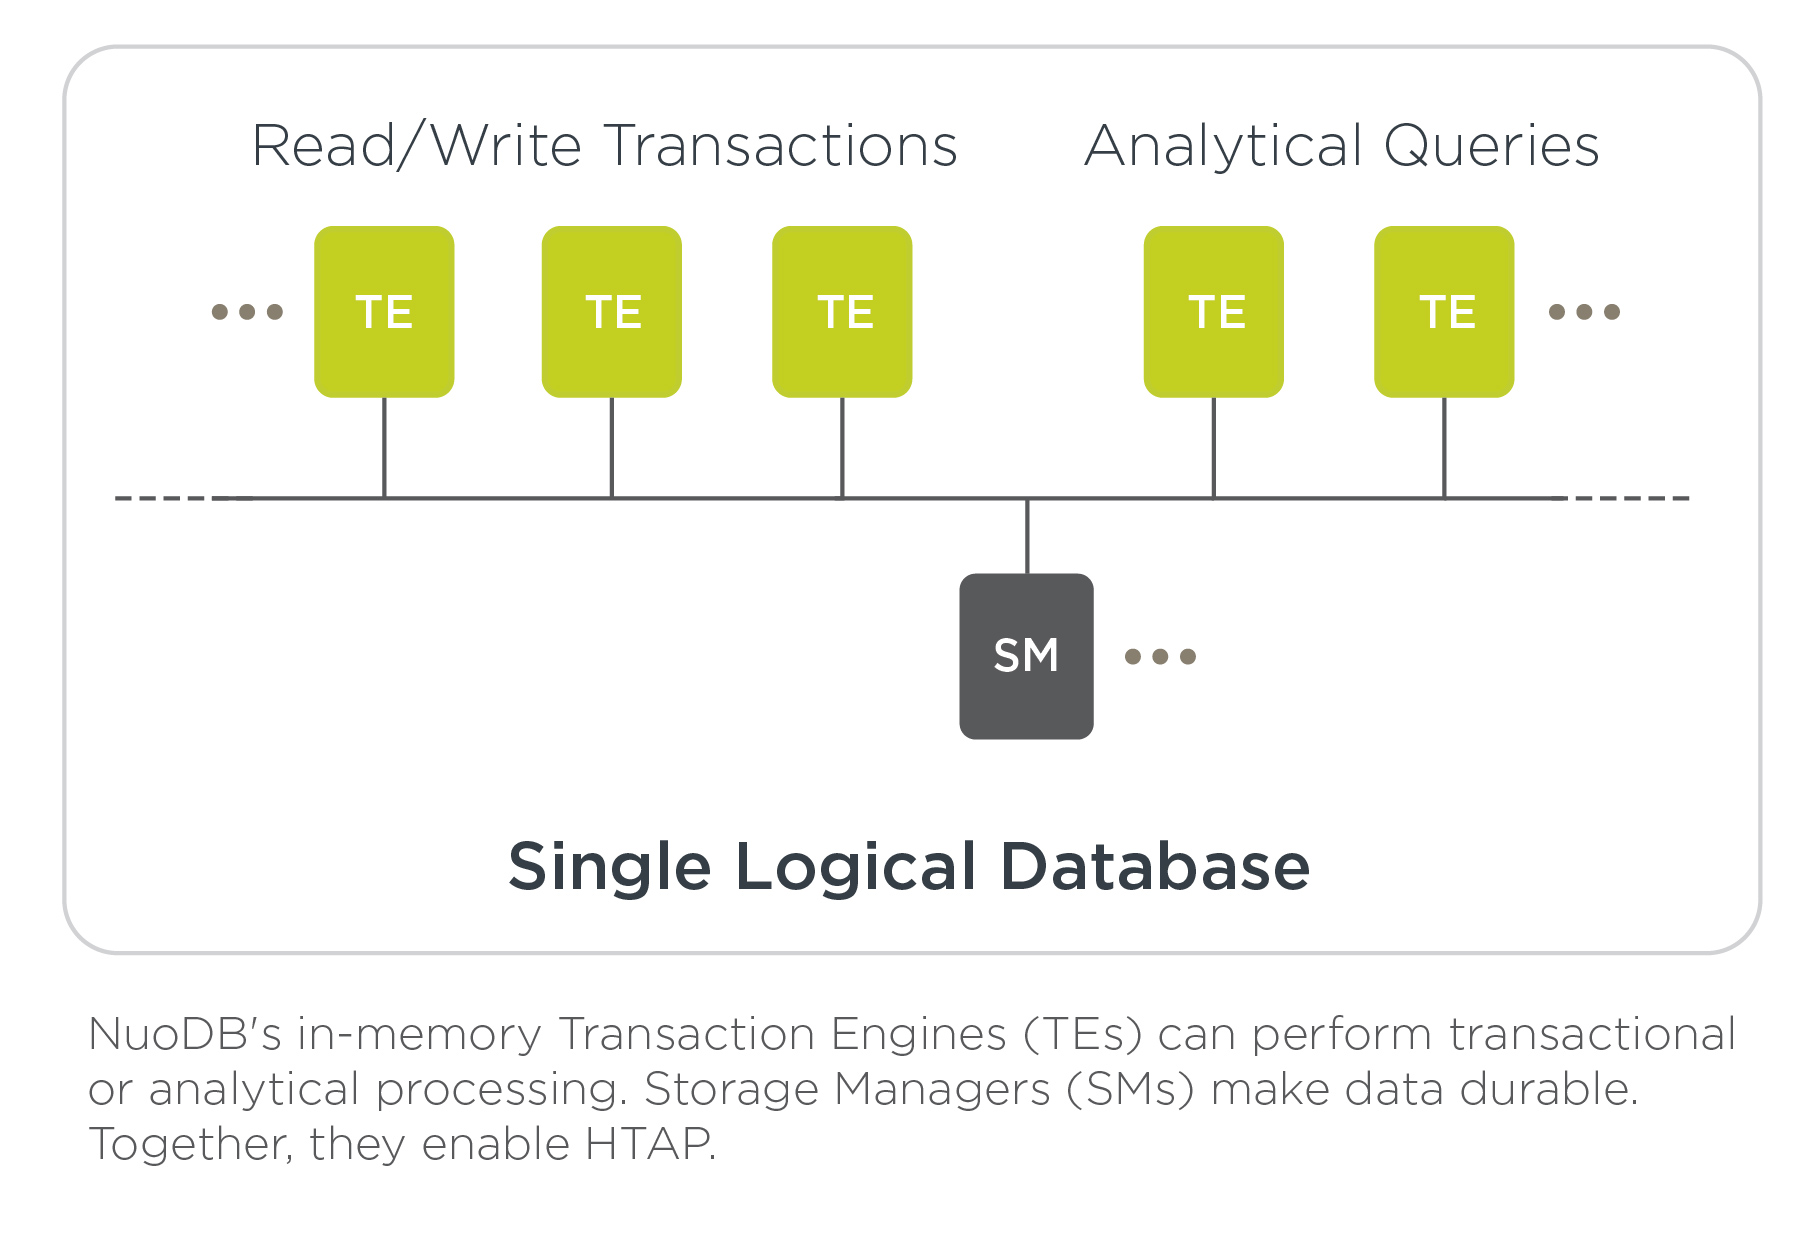 Read/Write Transactions
Analytical Queries
TE
TE
TE
TE
TE
SM
Single Logical Database
NuoDB's in-memory Transaction Engines (TEs) can perform transactional
or analytical processing. Storage Managers (SMs) make data durable.
Together, they enable HTAP.